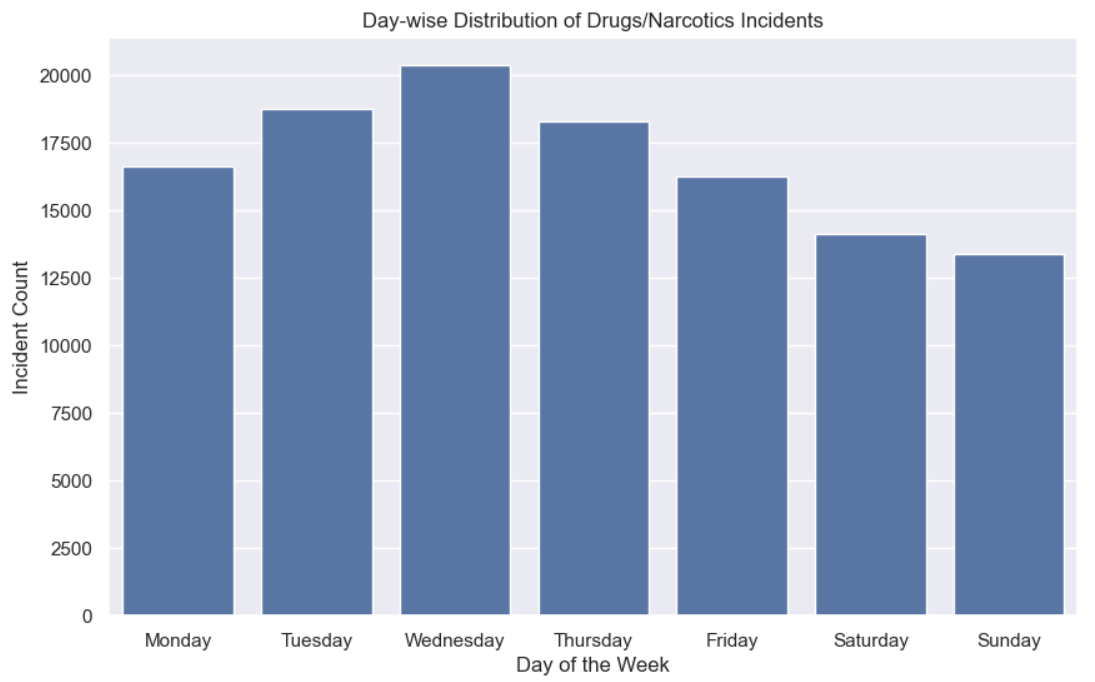 Day-wise Distribution of Drugs/Narcotics Incidents
Incident Count
20000
17500
15000
12500
10000
7500
5000
2500
0
Monday Tuesday Wednesday Thursday Friday Saturday Sunday
Day of the Week